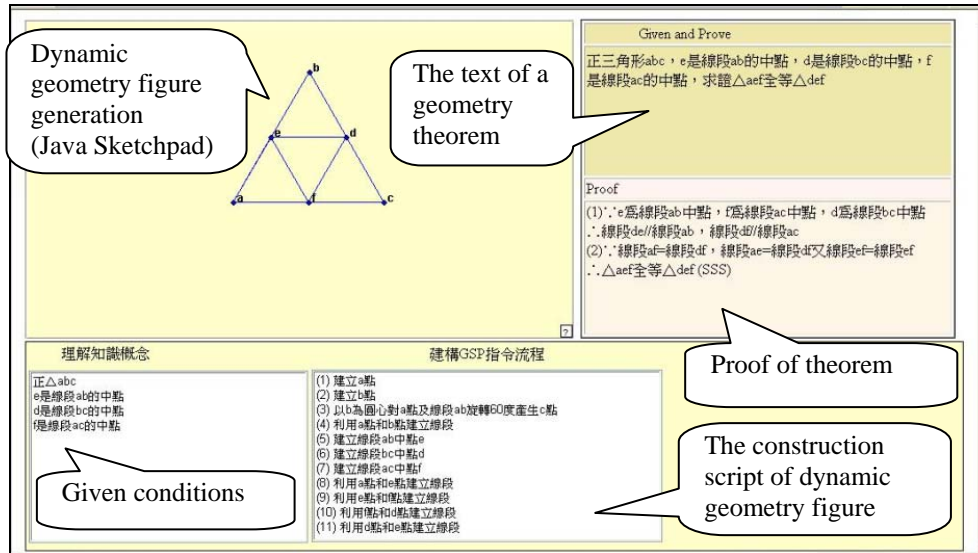 Dynamic
geometry figure
generation
(Java Sketchpad)
b
e
d
a
f
c
?
The text of a
geometry
theorem
Given and Prove
正三角形abc，e是線段ab的中點，d是線段bc的中點，f
是線段ac的中點，求證△aef全等△def
Proof
(1)∵e爲線段ab中點，f爲線段ac中點，d爲線段bc中點
∴線段de//線段ab，線段df//線段ac
(2)∵線段af=線段df，線段ae=線段df又線段ef=線段ef
∴△aef全等△def (SSS)
Proof of theorem
理解知識概念
正△abc
e是線段ab的中點
d是線段bc的中點
f是線段ac的中點
Given conditions
建構GSP指令流程
(1) 建立a點
(2) 建立b點
(3) 以b為圓心對a點及線段ab旋轉60度產生c點
(4) 利用a點和b點建立線段
(5) 建立線段ab中點e
(6) 建立線段bc中點d
(7) 建立線段ac中點f
(8) 利用a點和e點建立線段
(9) 利用e點和f點建立線段
(10) 利用f點和d點建立線段
(11) 利用d點和e點建立線段
The construction
script of dynamic
geometry figure